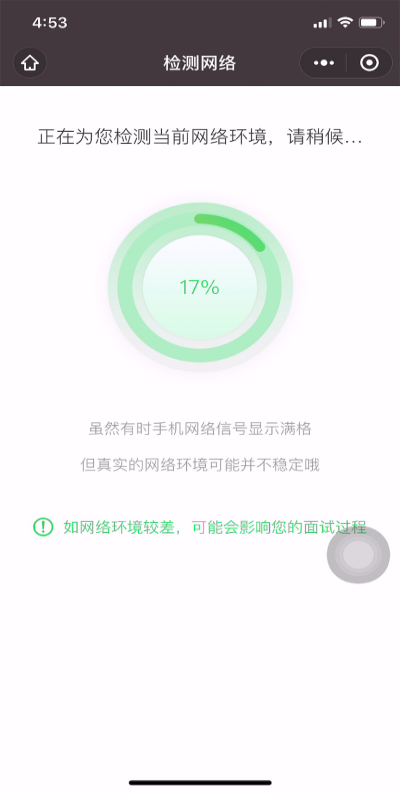 4:53
检测网络
正在为您检测当前网络环境，请稍候...
17%
虽然有时手机网络信号显示满格
但真实的网络环境可能并不稳定哦
如网络环境较差，可能会影响您的面试过程